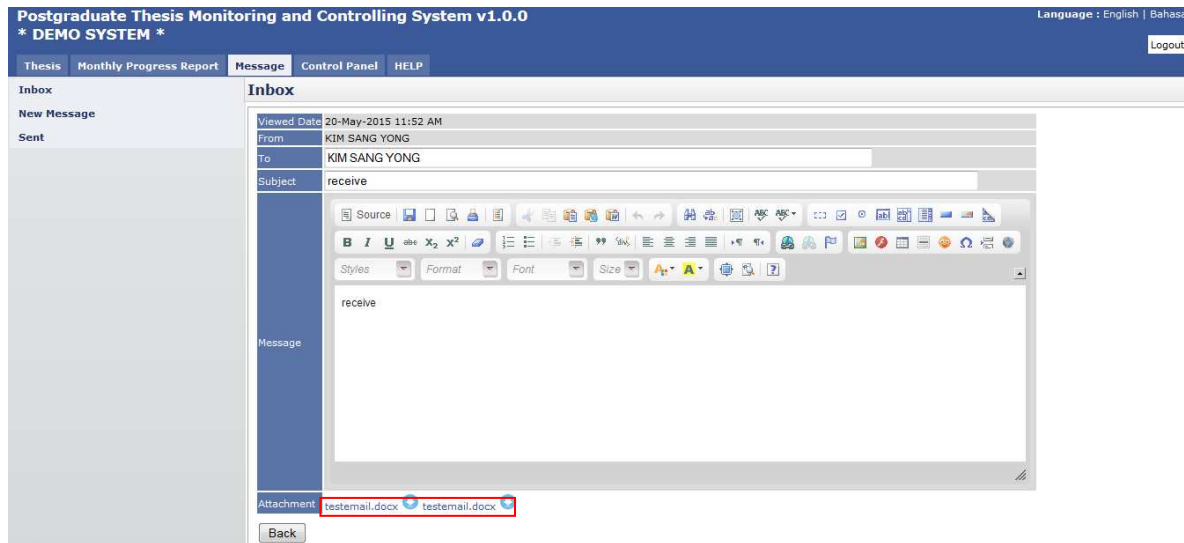 Postgraduate Thesis Monitoring and Controlling System v1.0.0
Language : English | Bahasa
* DEMO SYSTEM *
Logout
Thesis Monthly Progress Report Message Control Panel HELP
Inbox
New Message
Sent
Inbox
Viewed Date 20-May-2015 11:52 AM
From KIM SANG YONG
To KIM SANG YONG
Subject receive
Source
B I U abc X₂ X²
Styles Format Font Size A A
receive
Message
Attachment testemail.docx testemail.docx
Back